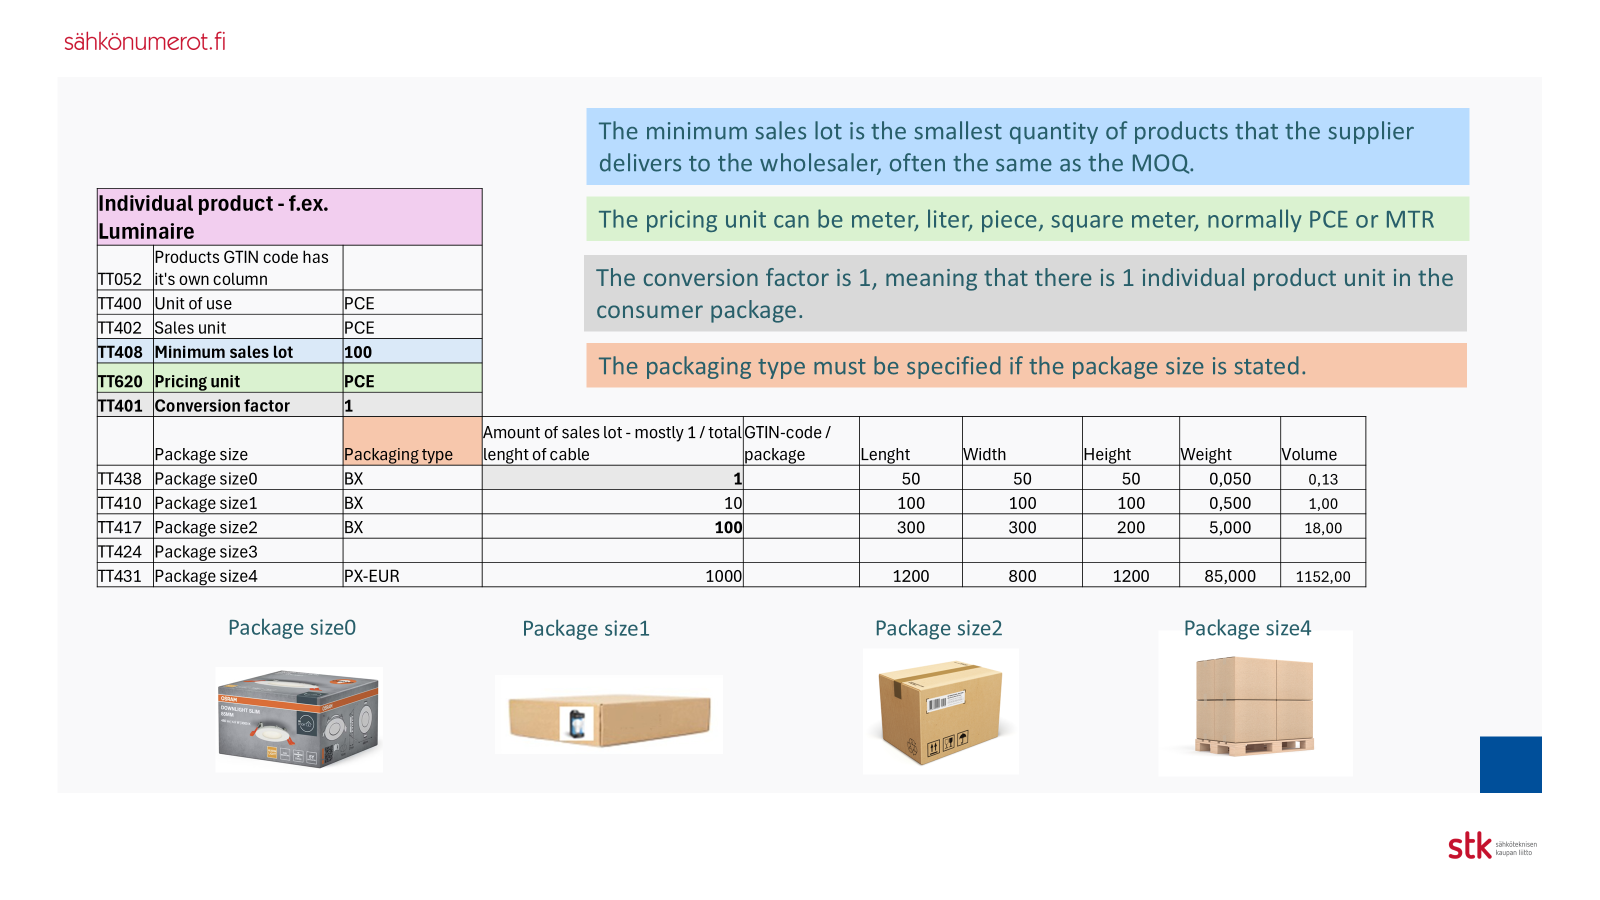 sähkönumerot.fi
The minimum sales lot is the smallest quantity of products that the supplier
delivers to the wholesaler, often the same as the MOQ.
The pricing unit can be meter, liter, piece, square meter, normally PCE or MTR
The conversion factor is 1, meaning that there is 1 individual product unit in the
consumer package.
The packaging type must be specified if the package size is stated.
Individual product - f.ex.
Luminaire
TT052 Products GTIN code has
it's own column
TT400 Unit of use PCE
TT402 Sales unit PCE
TT408 Minimum sales lot 100
TT620 Pricing unit PCE
TT401 Conversion factor 1
Package size Packaging type Amount of sales lot - mostly 1 / total
lenght of cable GTIN-code /
package Lenght Width Height Weight Volume
TT438 Package size0 BX 1 50 50 50 0,050 0,13
TT410 Package size1 BX 10 100 100 100 0,500 1,00
TT417 Package size2 BX 100 300 300 200 5,000 18,00
TT424 Package size3
TT431 Package size4 PX-EUR 1000 1200 800 1200 85,000 1152,00
Package size0 Package size1 Package size2 Package size4
OSRAM
DOWNLIGHT SLIM
stk sähköteknisen
kaupan liitto